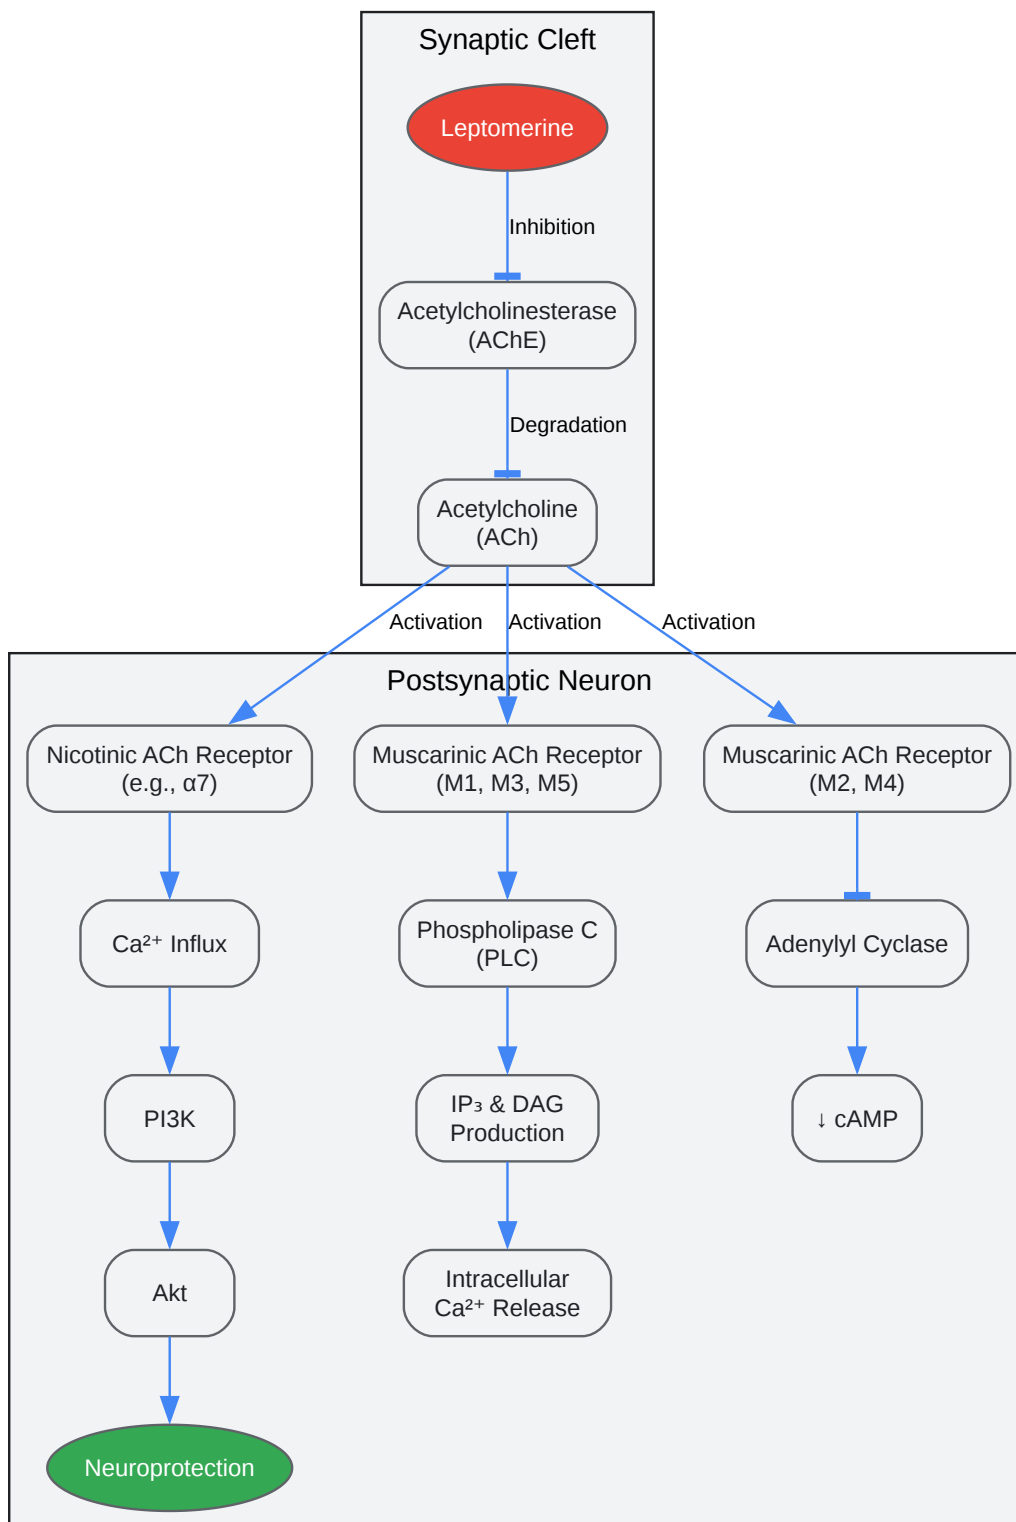 Synaptic Cleft
Leptomerine
Inhibition
Acetylcholinesterase
(AChE)
Degradation
Acetylcholine
(ACh)
Activation
Activation
Activation
Postsynaptic Neuron
Nicotinic ACh Receptor
(e.g., α7)
Muscarinic ACh Receptor
(M1, M3, M5)
Muscarinic ACh Receptor
(M2, M4)
Ca²⁺ Influx
Phospholipase C
(PLC)
Adenylyl Cyclase
PI3K
IP₃ & DAG
Production
↓ cAMP
Akt
Intracellular
Ca²⁺ Release
Neuroprotection